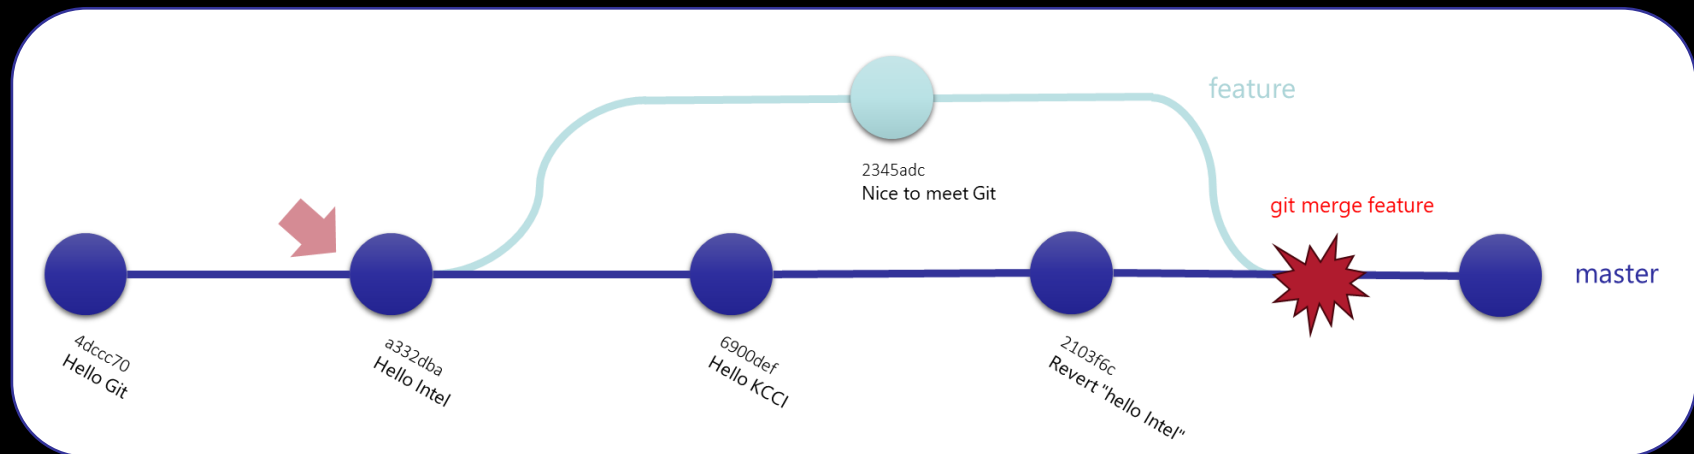 feature
2345adc
Nice to meet Git
git merge feature
master
4dccc70
Hello Git
a332dba
Hello Intel
6900def
Hello KCCI
2103f6c
Revert "hello Intel"